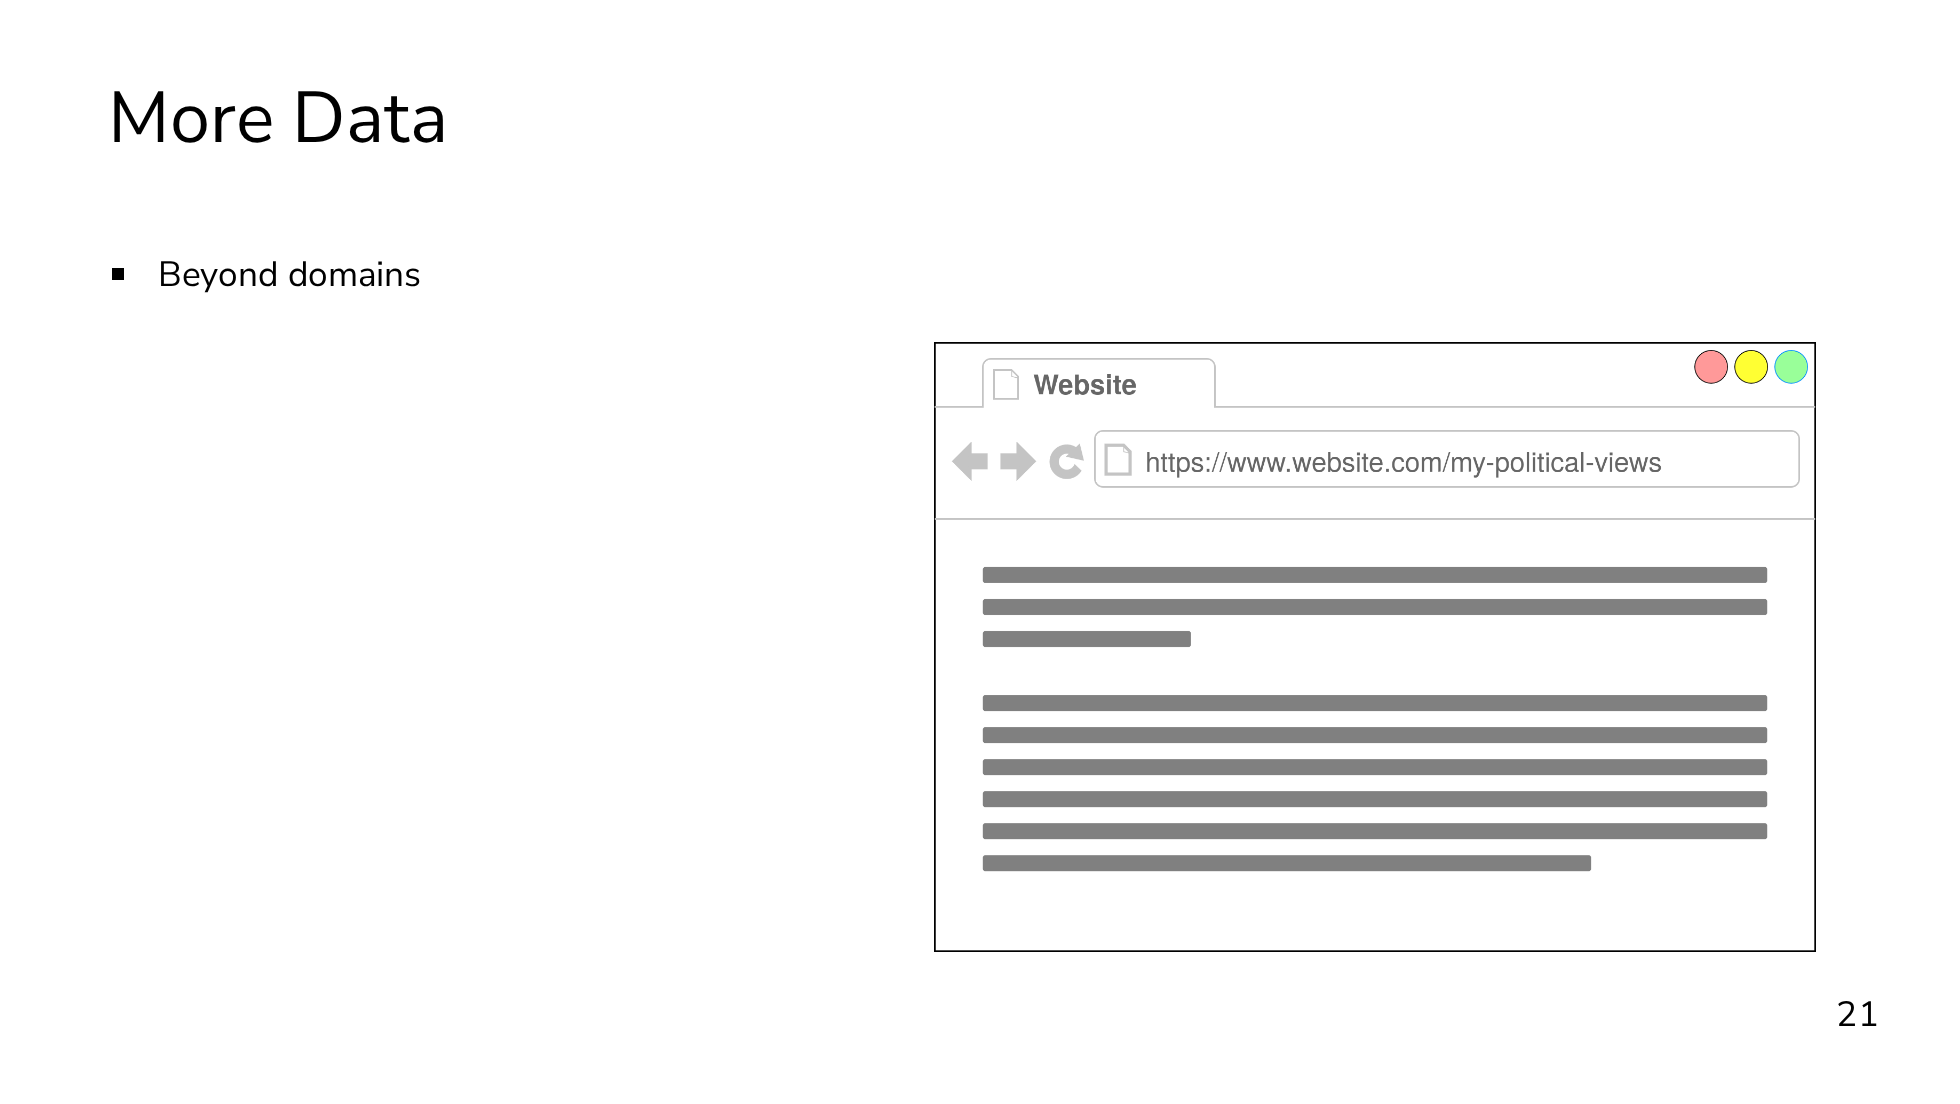 More Data
▪ Beyond domains
Website
https://www.website.com/my-political-views
21